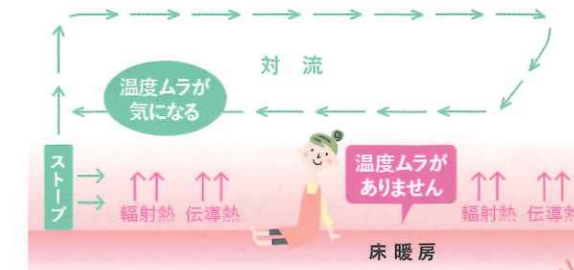 対流
温度ムラが
気になる
ストーブ
輻射熱 伝導熱
温度ムラが
ありません
輻射熱 伝導熱
床暖房